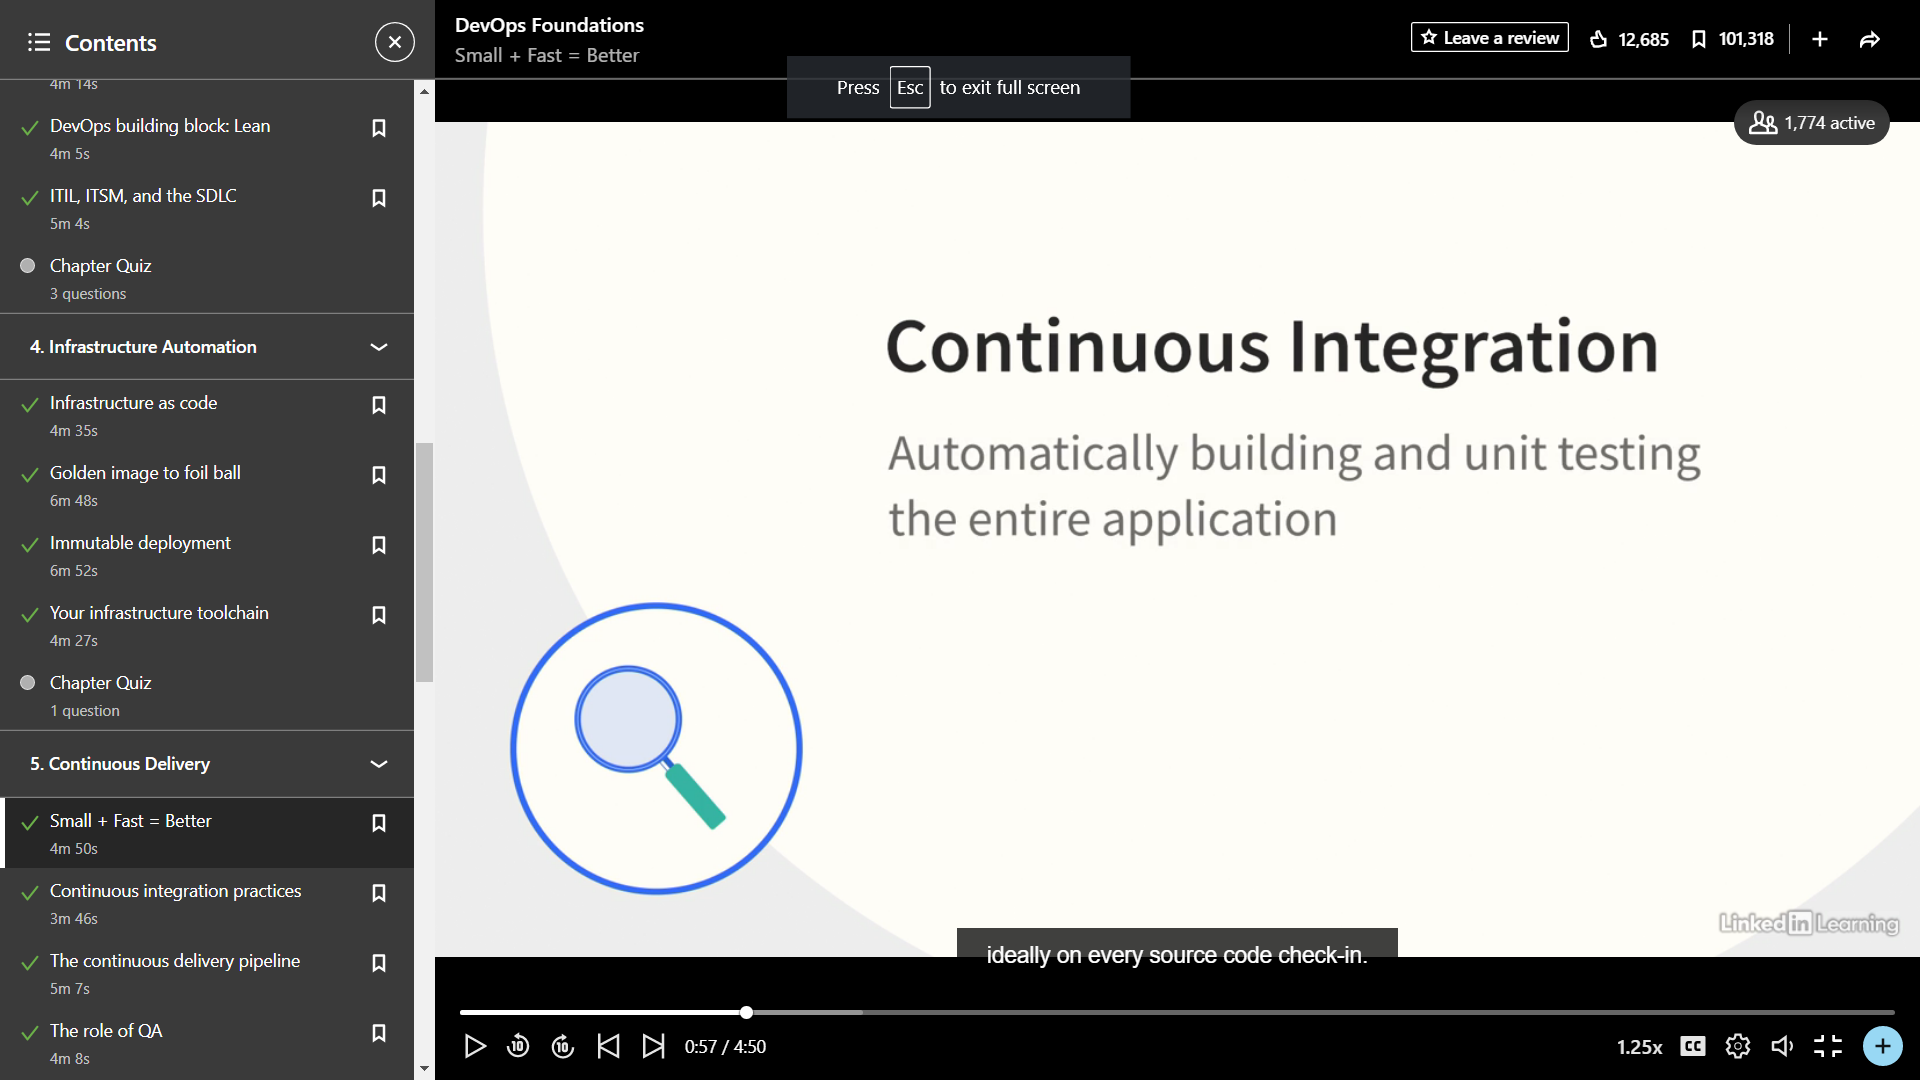 Contents
4m 14s
DevOps building block: Lean
4m 5s
ITIL, ITSM, and the SDLC
5m 4s
Chapter Quiz
3 questions
4. Infrastructure Automation
Infrastructure as code
4m 35s
Golden image to foil ball
6m 48s
Immutable deployment
6m 52s
Your infrastructure toolchain
4m 27s
Chapter Quiz
1 question
5. Continuous Delivery
Small + Fast = Better
4m 50s
Continuous integration practices
3m 46s
The continuous delivery pipeline
5m 7s
The role of QA
4m 8s
DevOps Foundations
Small + Fast = Better
Leave a review
12,685
101,318
Press Esc to exit full screen
1,774 active
Continuous Integration
Automatically building and unit testing
the entire application
Linked in Learning
ideally on every source code check-in.
10
10
0:57 / 4:50
1.25x
CC